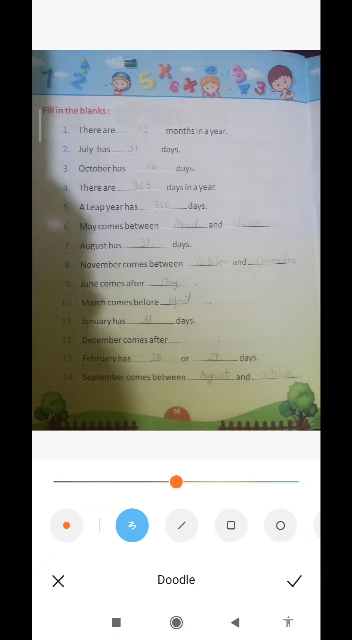 Fill in the blanks :
1. There are 12 months in a year.
2. July has 31 days.
3. October has days.
4. There are 365 days in a year.
5. A Leap year has 366 days.
6. May comes between April and June
7. August has 31 days.
8. November comes between October and December
9. June comes after May .
10. March comes before April .
11. January has 31 days.
12. December comes after .
13. February has 28 or 29 days.
14. September comes between August and October .
Doodle